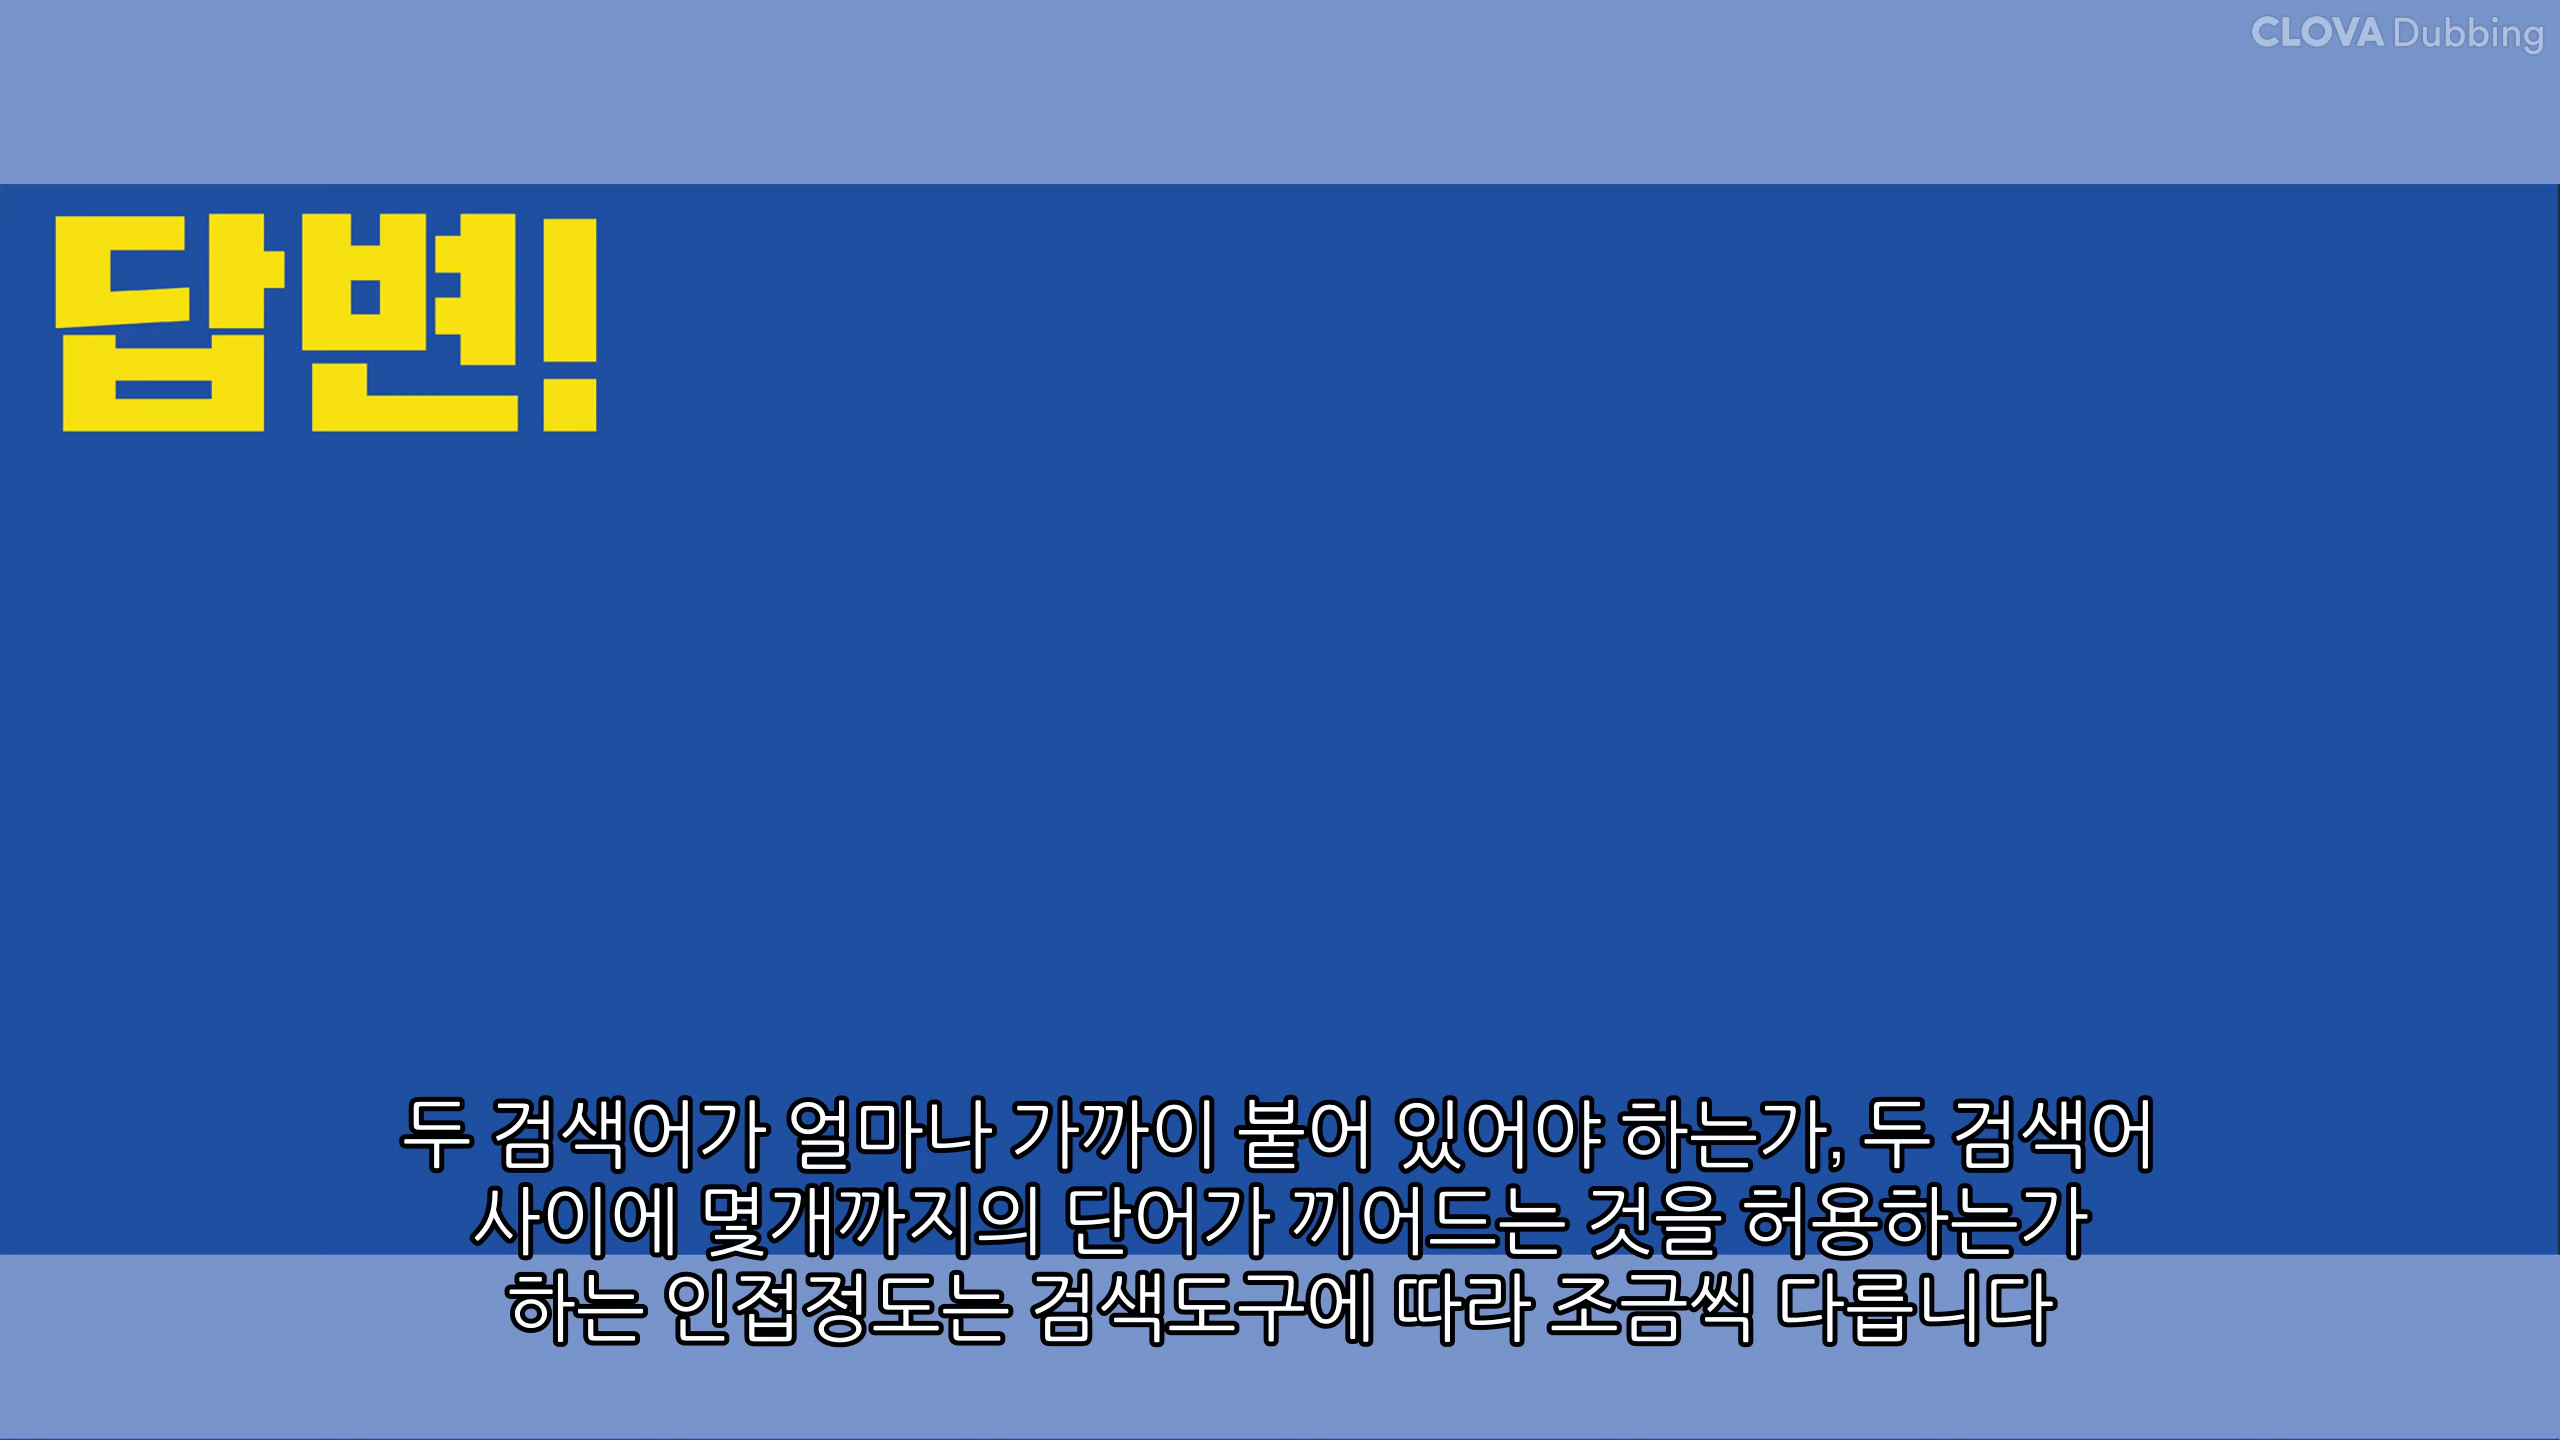 CLOVA Dubbing
답변!
두 검색어가 얼마나 가까이 붙어 있어야 하는가, 두 검색어
사이에 몇개까지의 단어가 끼어드는 것을 허용하는가
하는 인접정도는 검색도구에 따라 조금씩 다릅니다